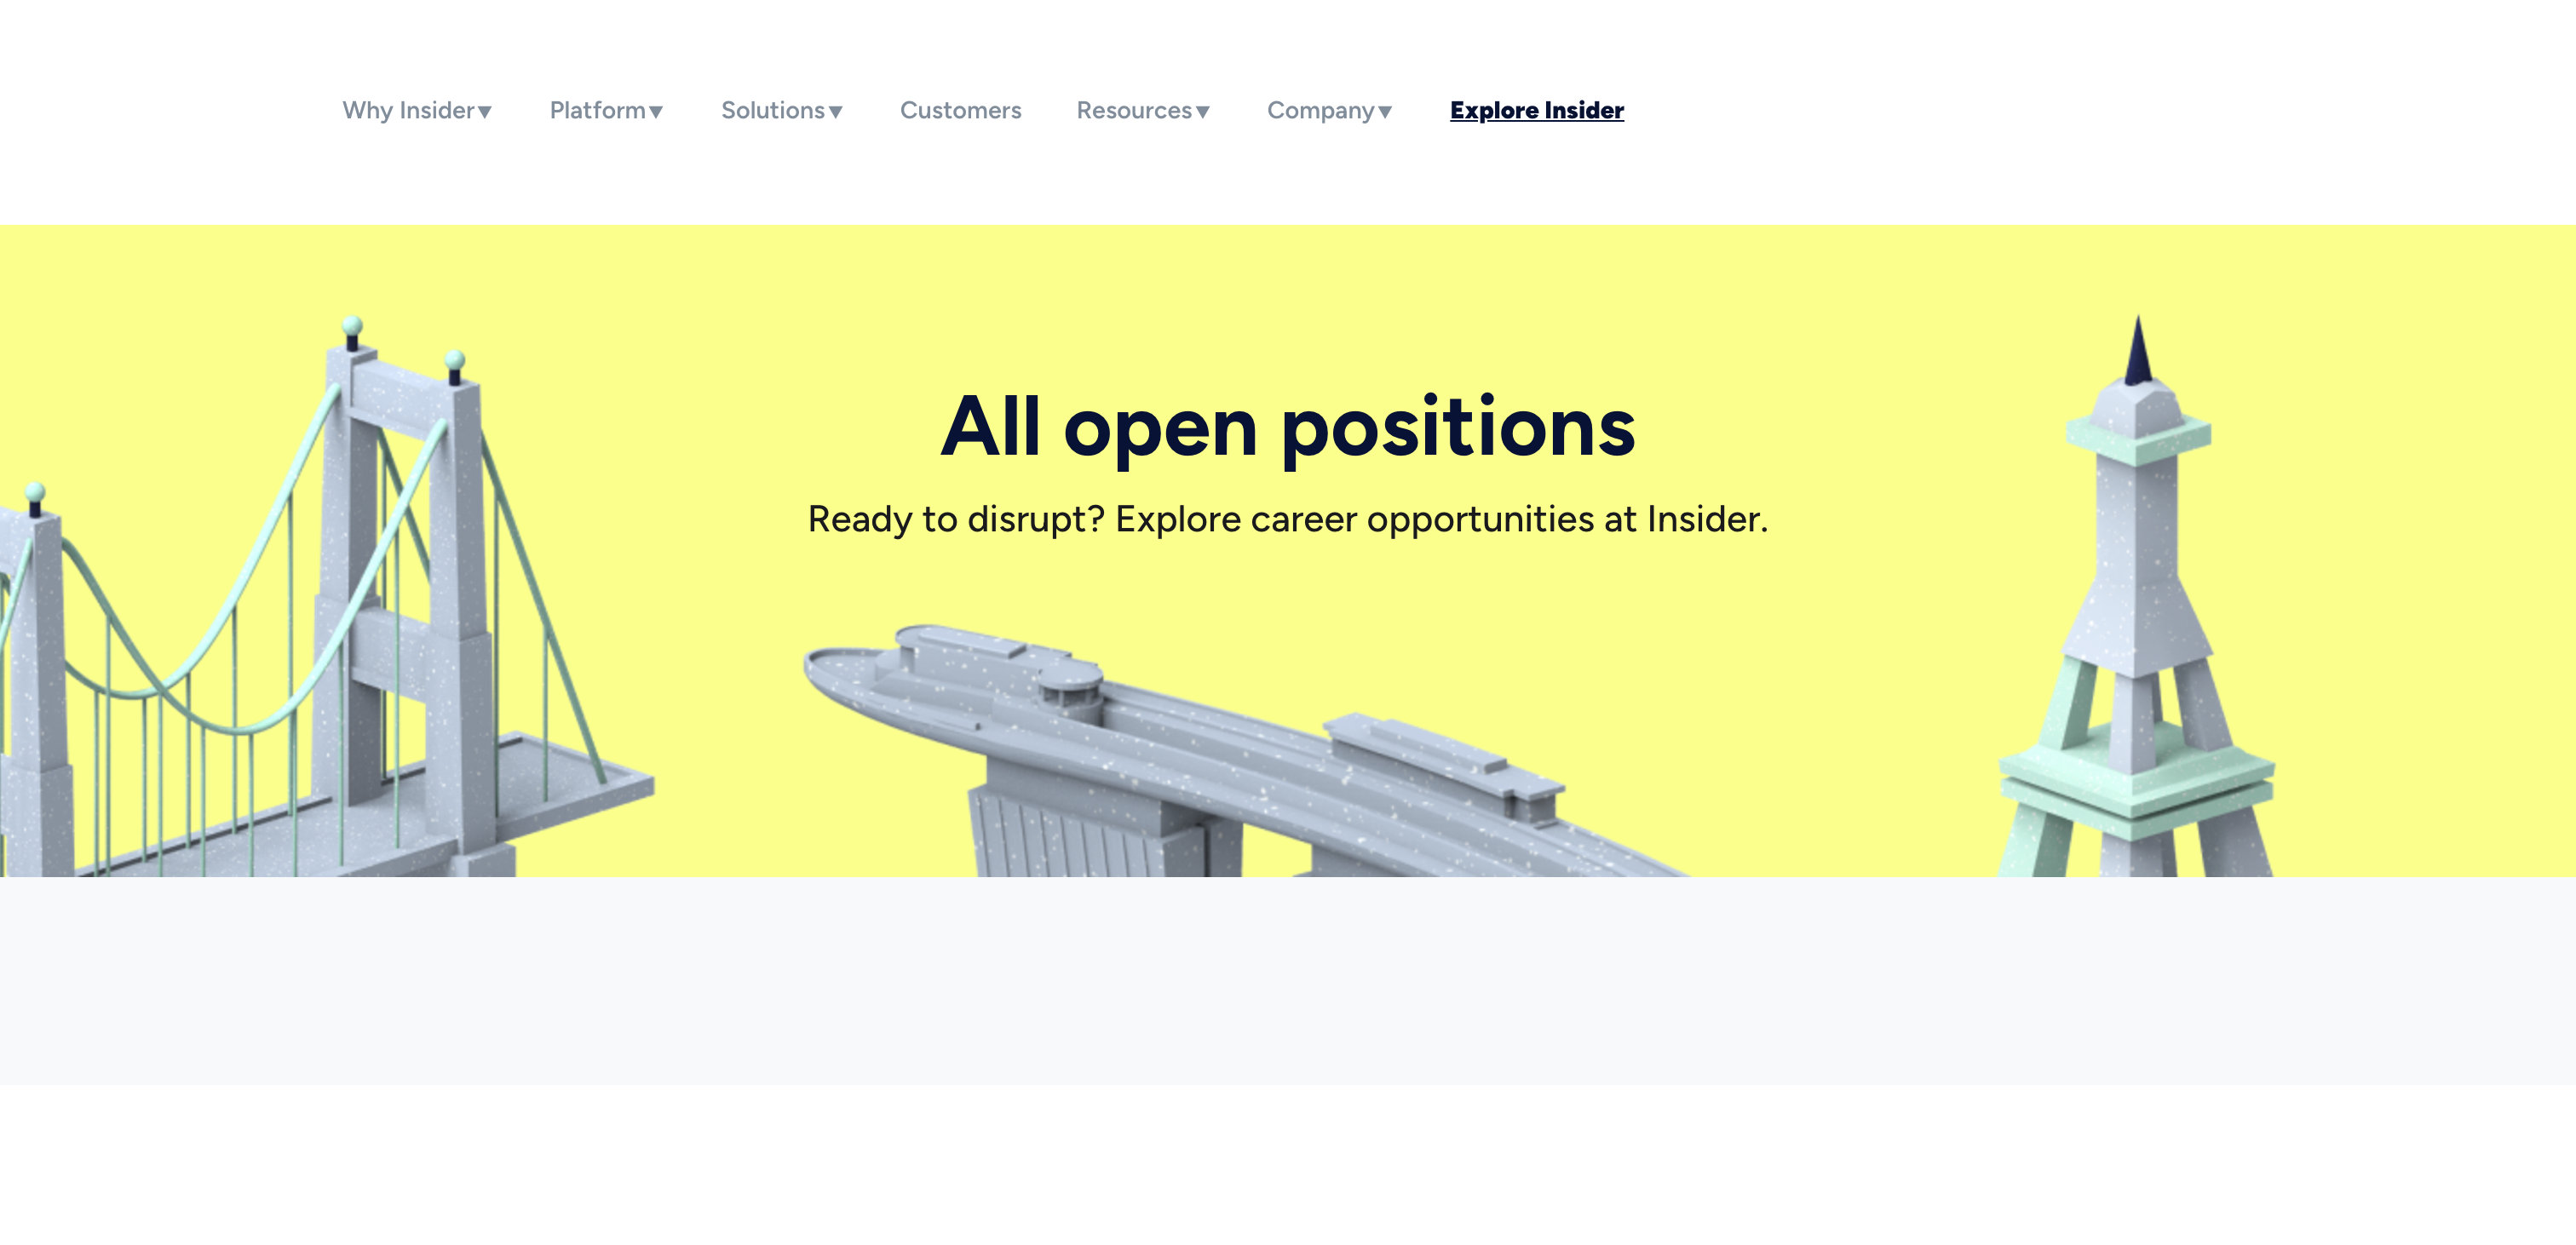 Why Insider Platform Solutions Customers Resources Company Explore Insider
All open positions
Ready to disrupt? Explore career opportunities at Insider.